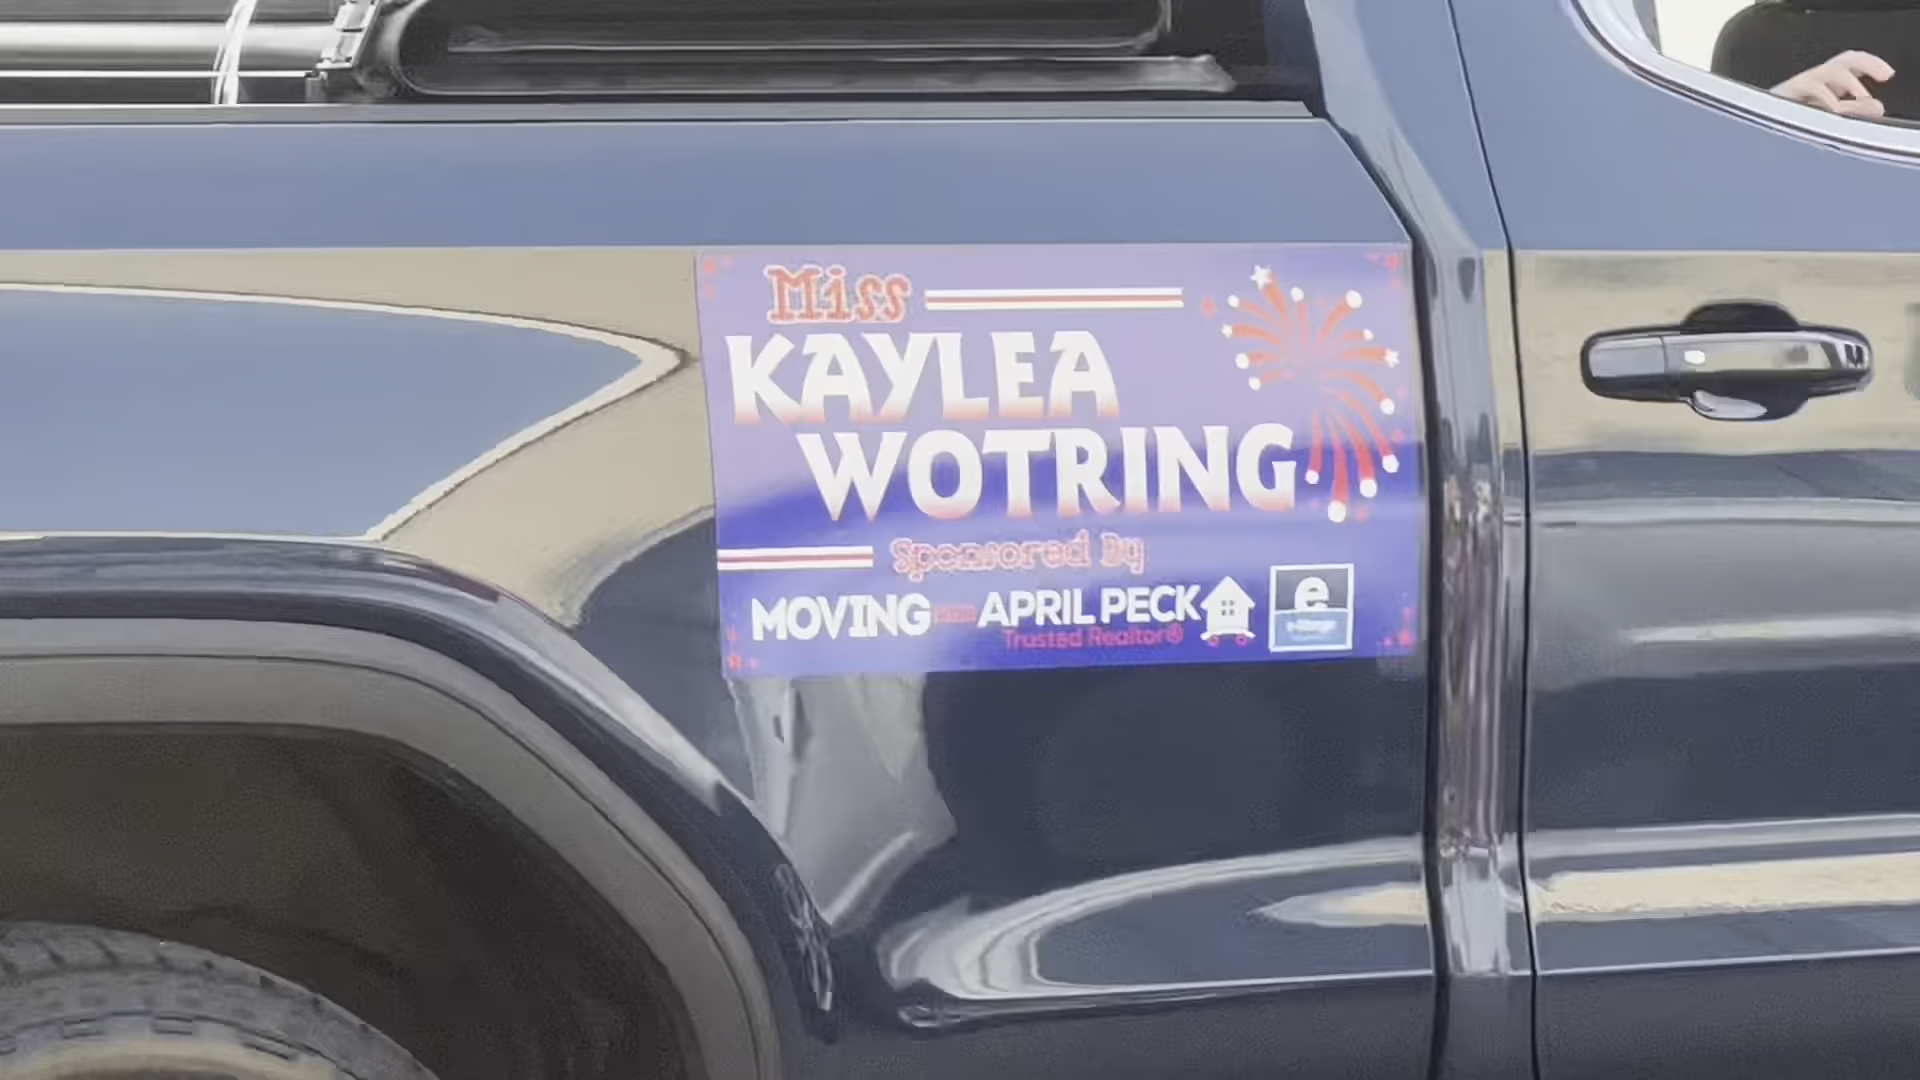 Miss
KAYLEA
WOTRING
Sponsored By
MOVING APRIL PECK
Trusted Realtor®
e